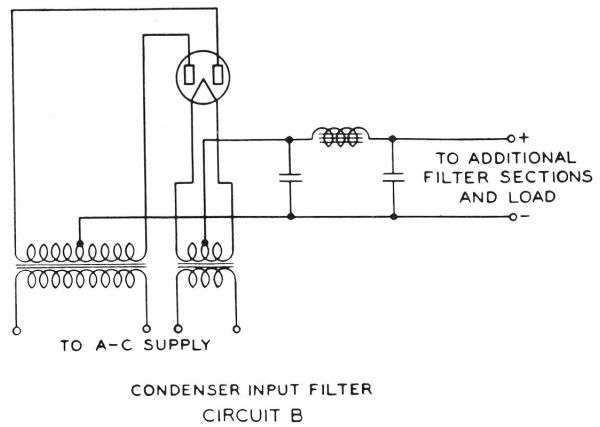 +
TO ADDITIONAL
FILTER SECTIONS
AND LOAD
-
TO A-C SUPPLY
CONDENSER INPUT FILTER
CIRCUIT B